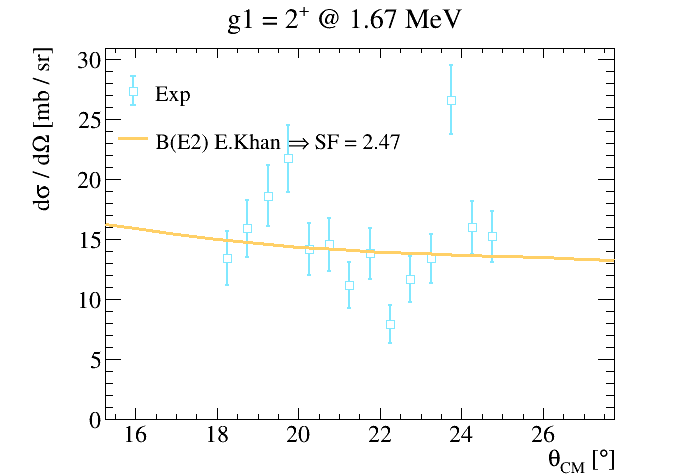 g1 = 2⁺ @ 1.67 MeV
dσ / dΩ [mb / sr]
30
25
20
15
10
5
0
Exp
B(E2) E.Khan ⇒ SF = 2.47
16 18 20 22 24 26
θ_CM [°]